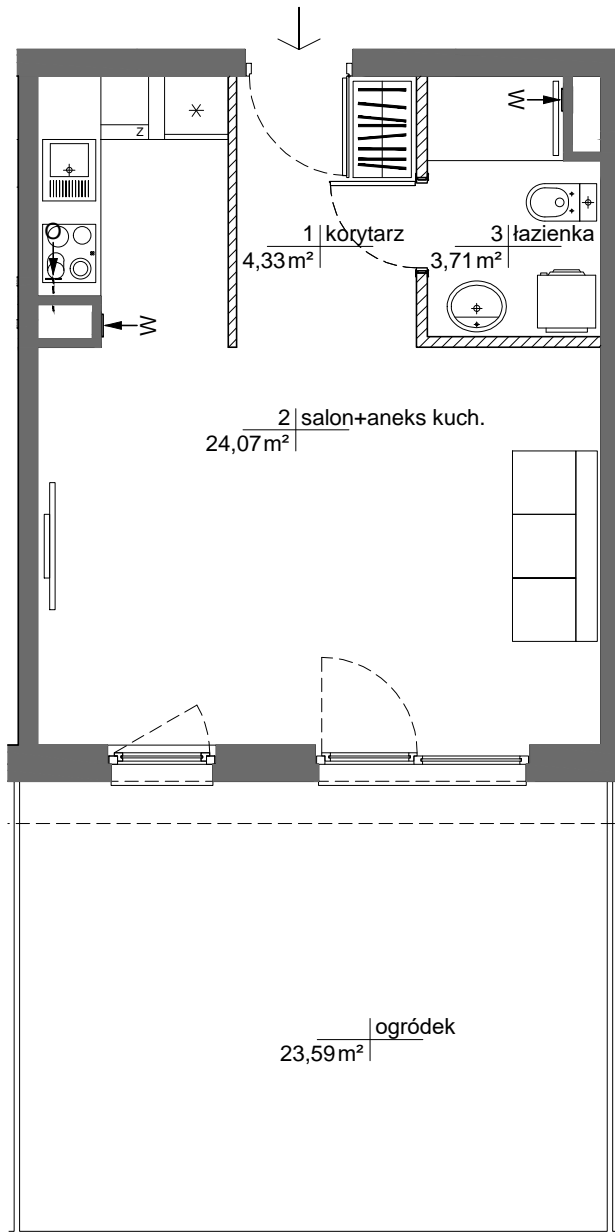 W
z
1 korytarz
4,33 m²
3 łazienka
3,71 m²
W
2 salon+aneks kuch.
24,07 m²
ogródek
23,59 m²